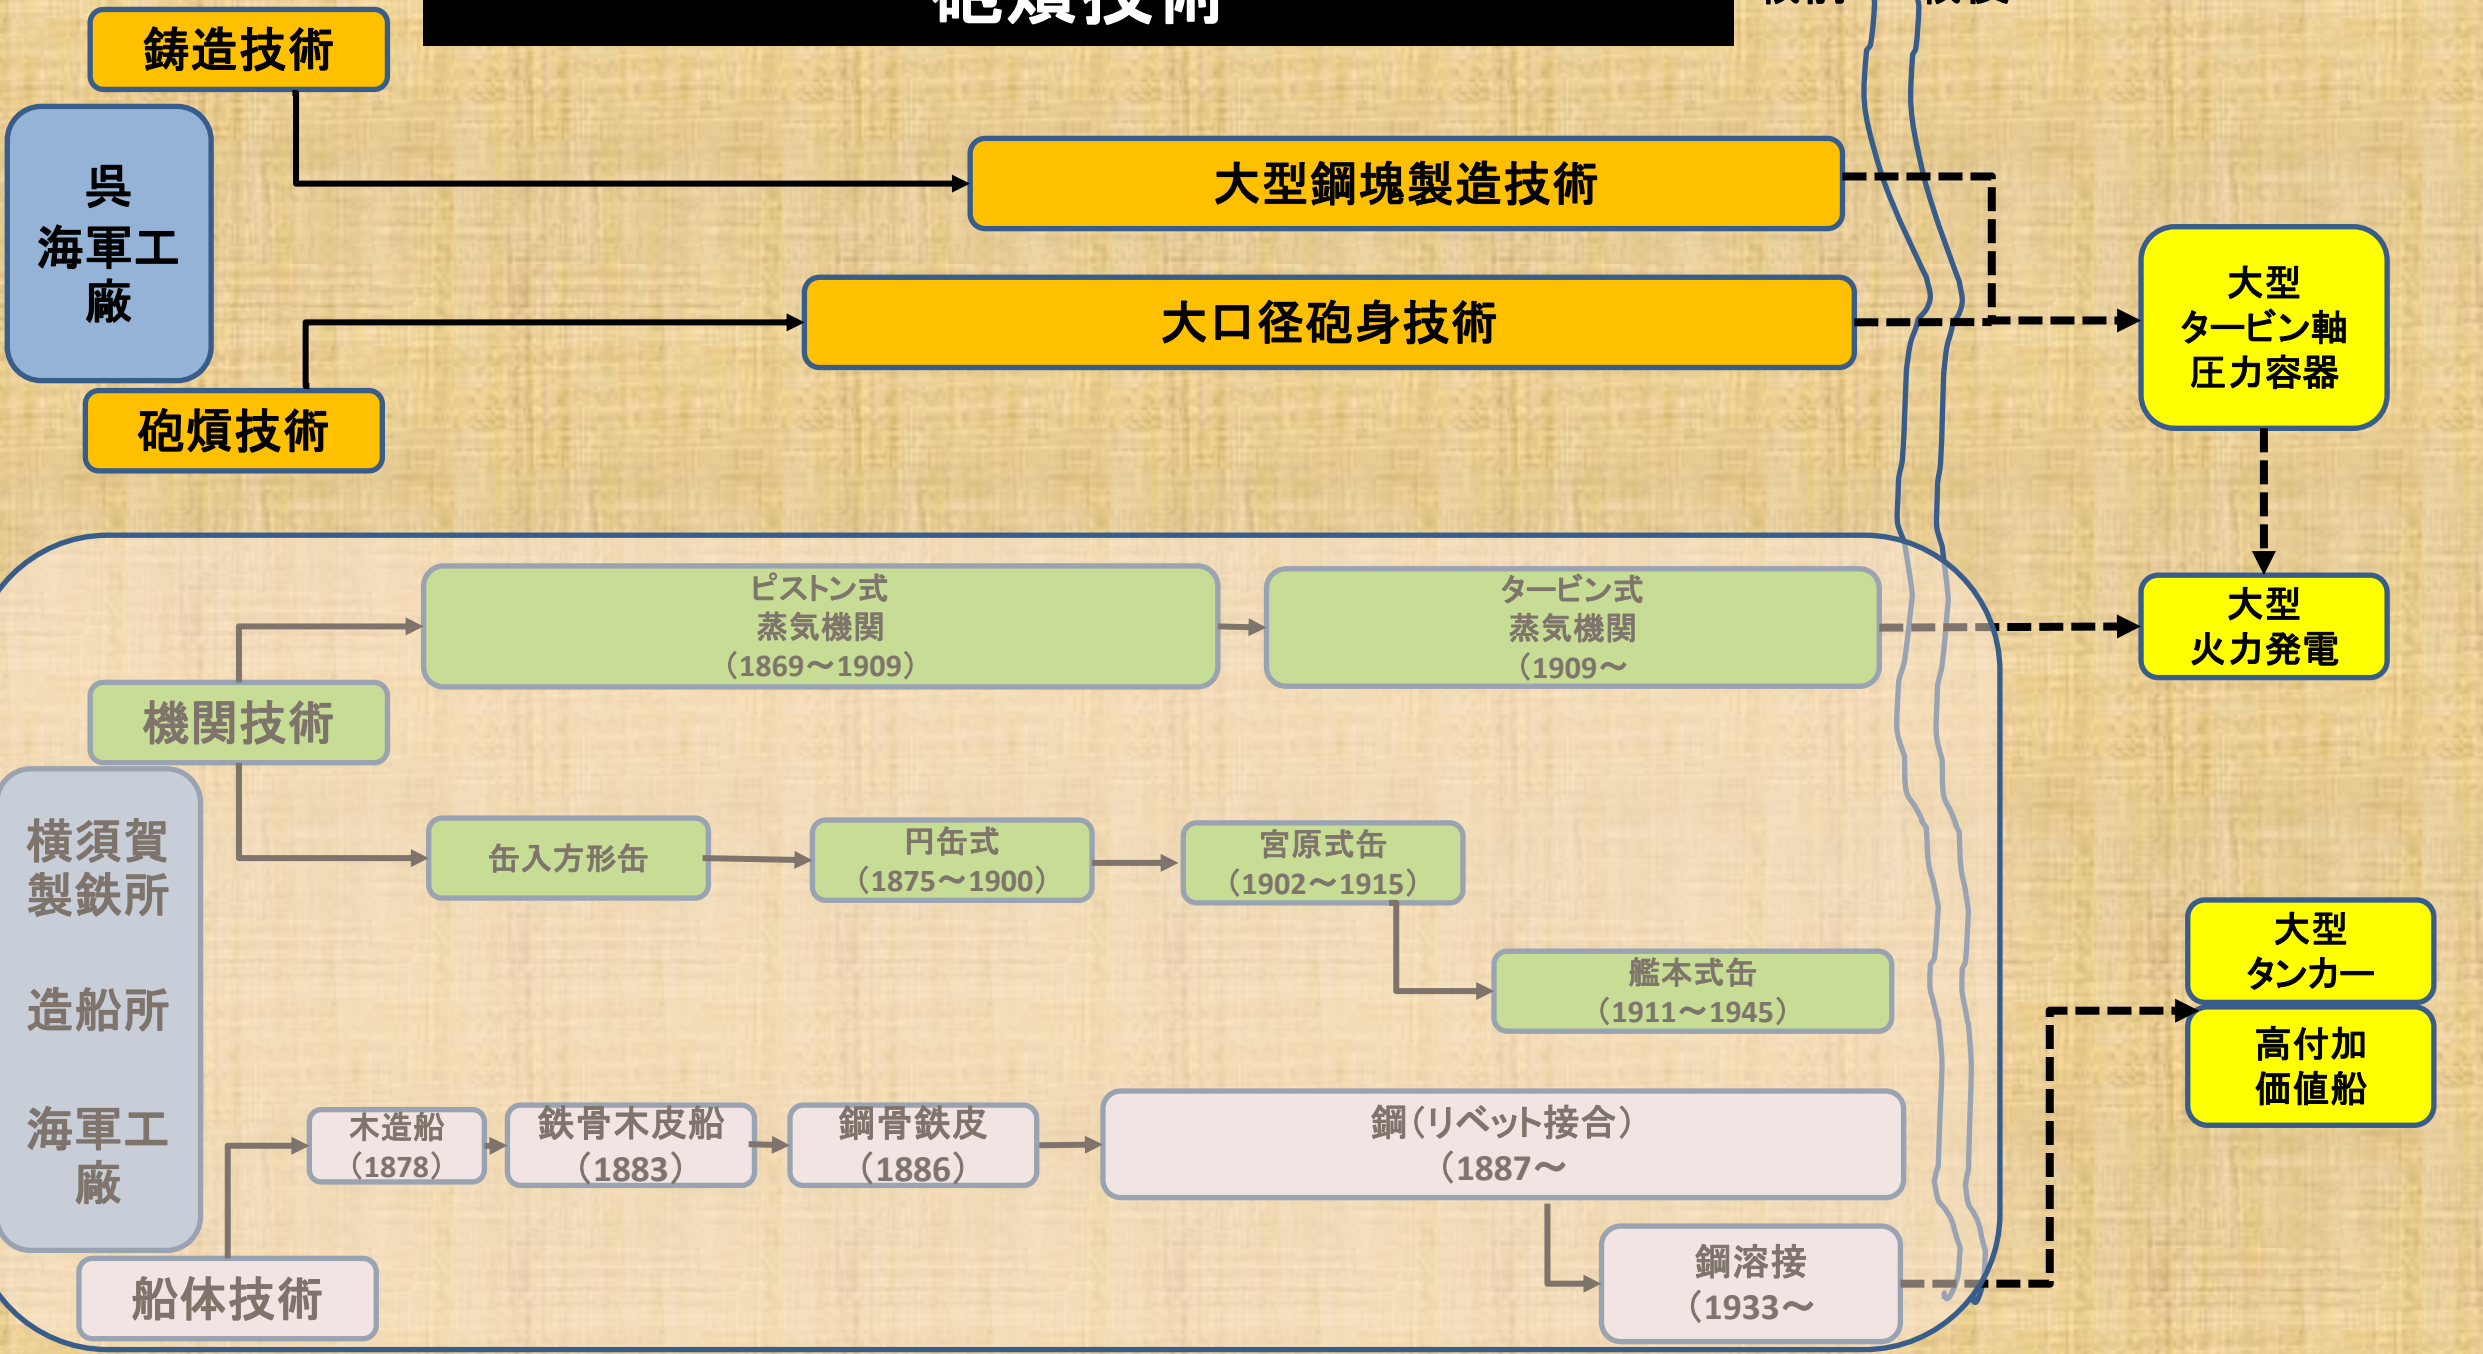 砲熕技術
鋳造技術
呉
海軍工
廠
大型鋼塊製造技術
大口径砲身技術
砲熕技術
大型
タービン軸
圧力容器
ピストン式
蒸気機関
（1869～1909）
タービン式
蒸気機関
（1909～
大型
火力発電
機関技術
横須賀
製鉄所
造船所
海軍工
廠
缶入方形缶
円缶式
（1875～1900）
宮原式缶
（1902～1915）
艦本式缶
（1911～1945）
大型
タンカー
高付加
価値船
木造船
（1878）
鉄骨木皮船
（1883）
鋼骨鉄皮
（1886）
鋼（リベット接合）
（1887～
鋼溶接
（1933～
船体技術